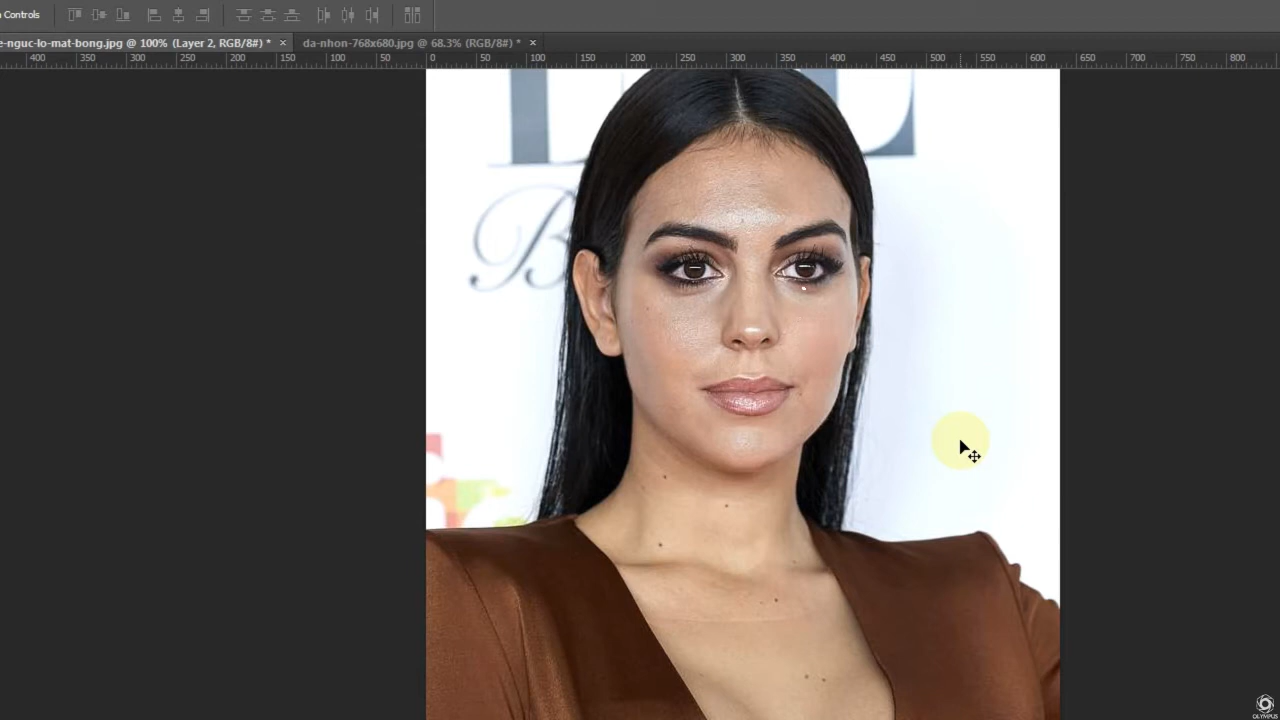 Controls
e-nguc-lo-mat-bong.jpg @ 100% (Layer 2, RGB/8#) * × da-nhon-768x680.jpg @ 68.3% (RGB/8#) * ×
400 350 300 250 200 150 100 50 0 50 100 150 200 250 300 350 400 450 500 550 600 650 700 750 800
B
OLYMPUS